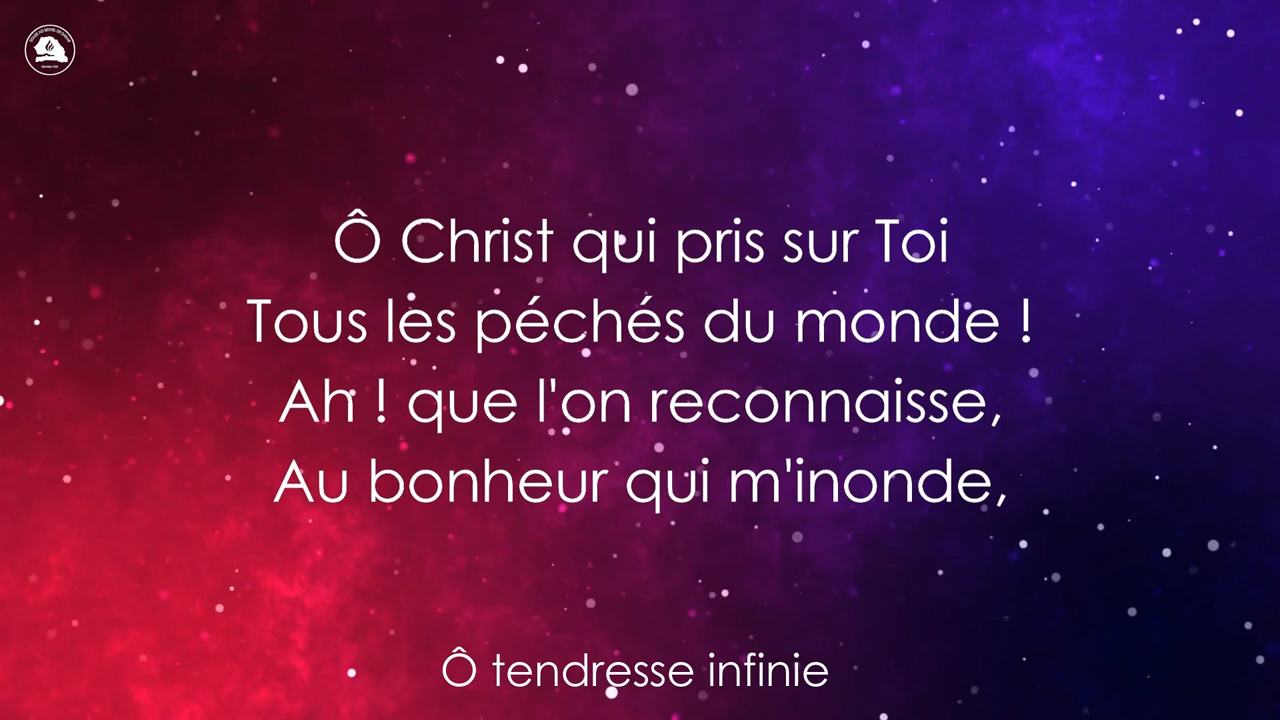 Ô Christ qui pris sur Toi
Tous les péchés du monde !
Ah ! que l'on reconnaisse,
Au bonheur qui m'inonde,
Ô tendresse infinie